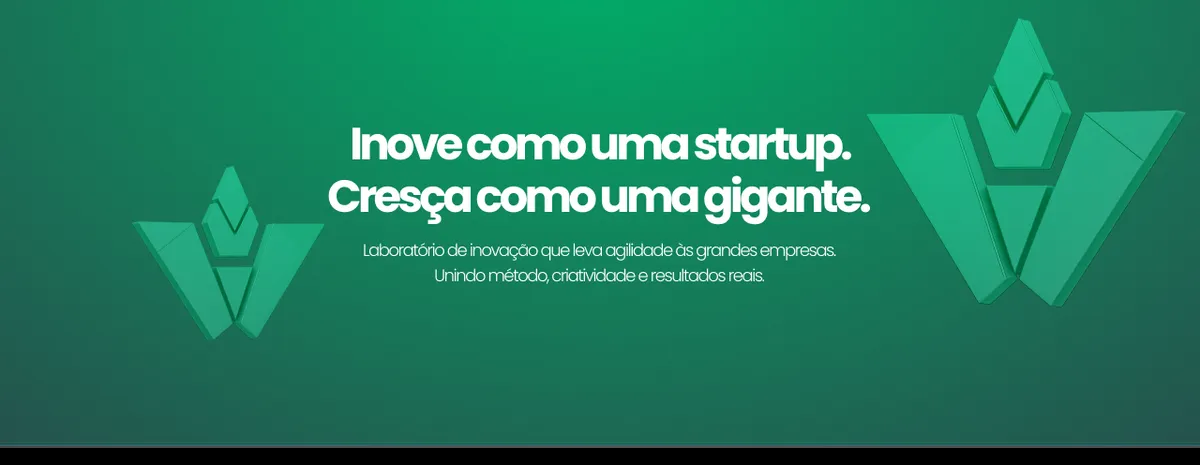 Inove como uma startup.
Cresça como uma gigante.
Laboratório de inovação que leva agilidade às grandes empresas.
Unindo método, criatividade e resultados reais.